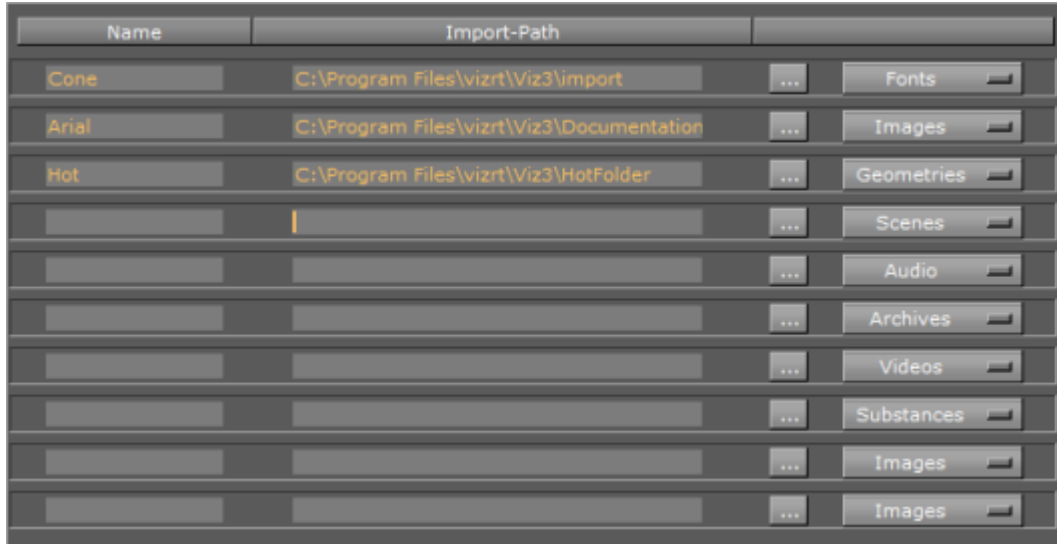 Name Import-Path
Cone C:\Program Files\vizrt\Viz3\import ... Fonts
Arial C:\Program Files\vizrt\Viz3\Documentation ... Images
Hot C:\Program Files\vizrt\Viz3\HotFolder ... Geometries
... Scenes
... Audio
... Archives
... Videos
... Substances
... Images
... Images